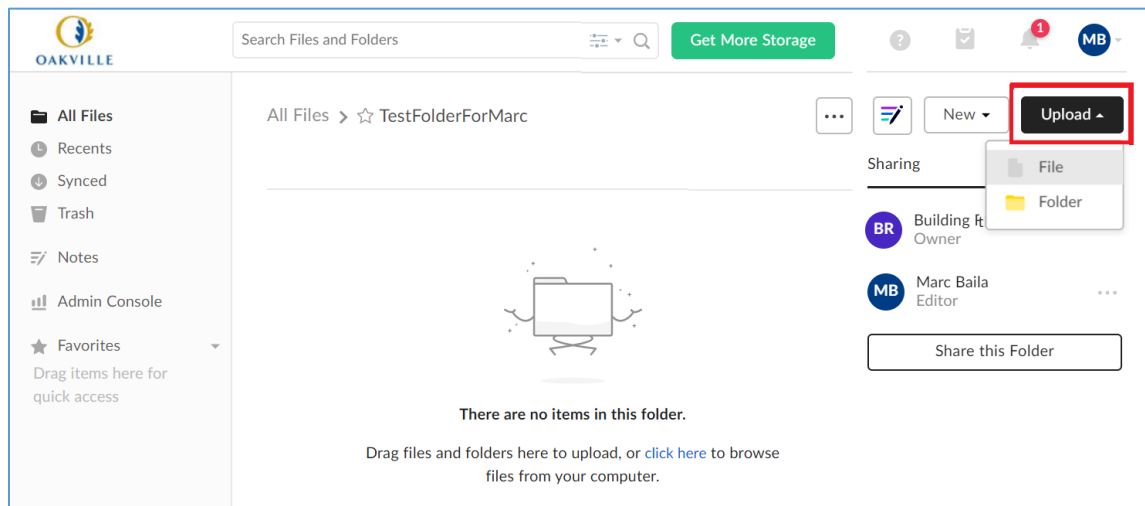 OAKVILLE
Search Files and Folders
Get More Storage
1
MB
All Files
Recents
Synced
Trash
Notes
Admin Console
Favorites
Drag items here for
quick access
All Files > TestFolderForMarc
...
New
Upload
File
Folder
Sharing
BR
Building
Owner
MB
Marc Baila
Editor
...
Share this Folder
There are no items in this folder.
Drag files and folders here to upload, or click here to browse
files from your computer.